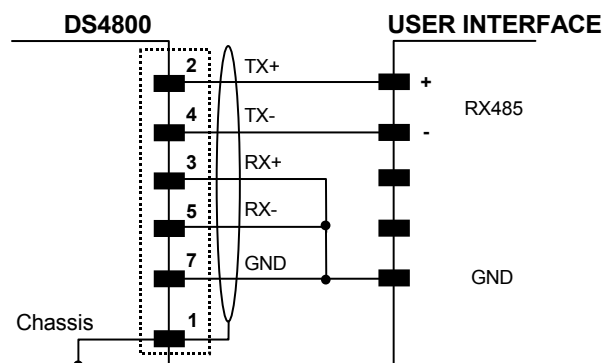 DS4800 USER INTERFACE
2 TX+ +
RX485
4 TX- -
3 RX+
5 RX-
7 GND GND
Chassis 1